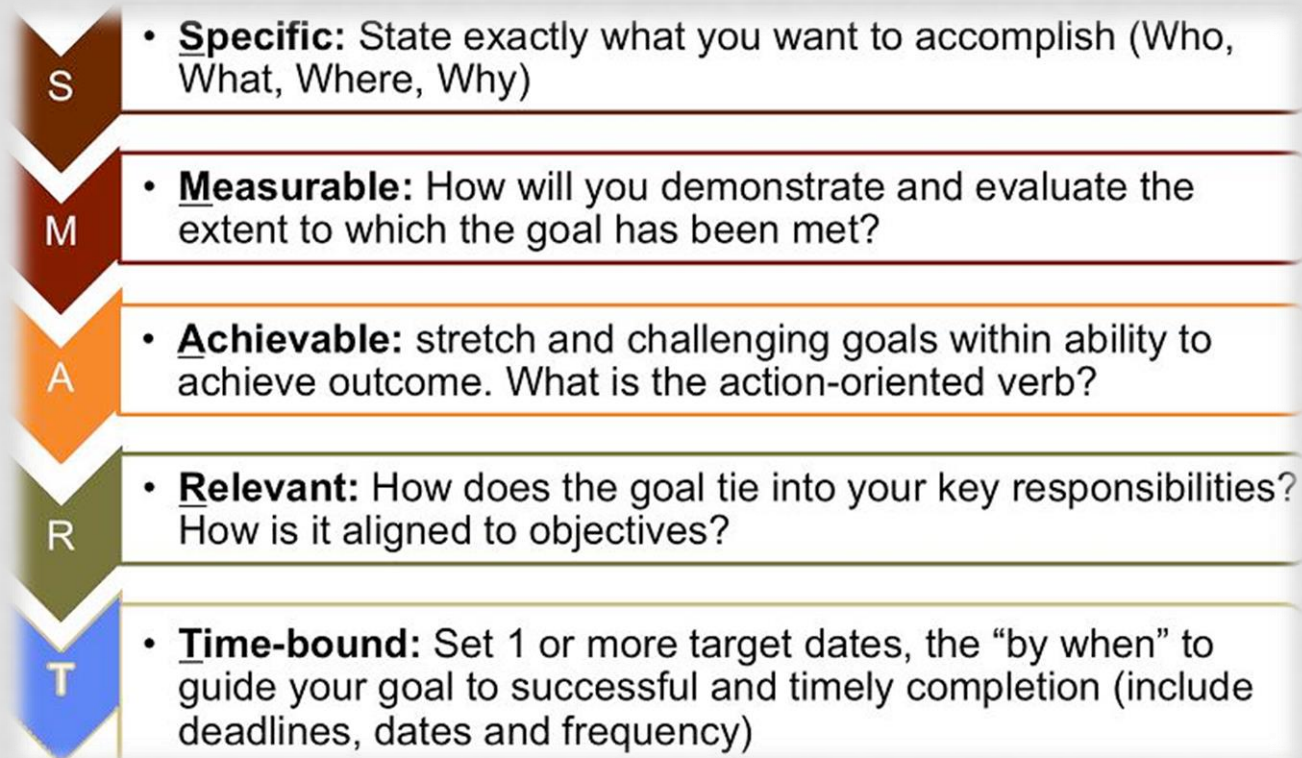 S
• Specific: State exactly what you want to accomplish (Who,
What, Where, Why)
M
• Measurable: How will you demonstrate and evaluate the
extent to which the goal has been met?
A
• Achievable: stretch and challenging goals within ability to
achieve outcome. What is the action-oriented verb?
R
• Relevant: How does the goal tie into your key responsibilities?
How is it aligned to objectives?
T
• Time-bound: Set 1 or more target dates, the “by when” to
guide your goal to successful and timely completion (include
deadlines, dates and frequency)